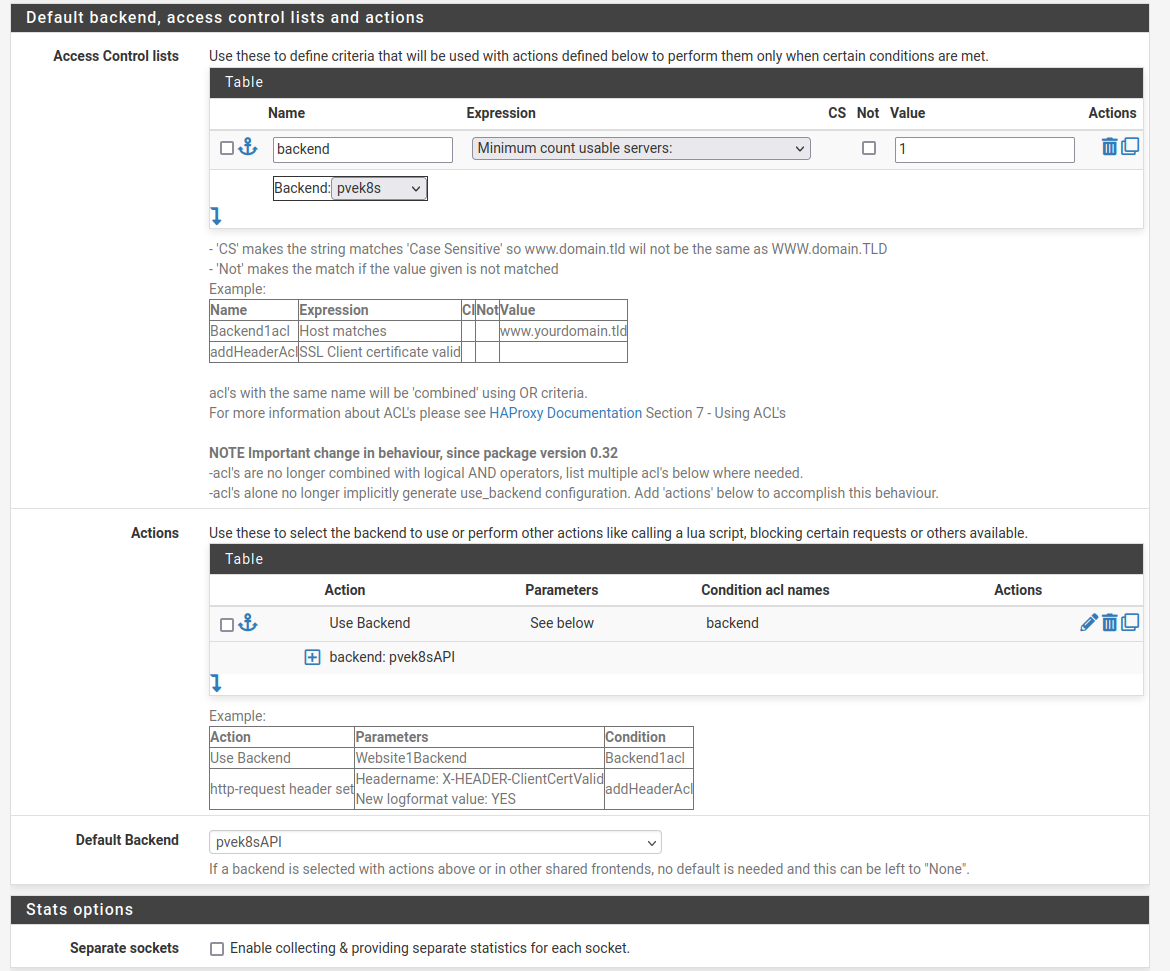 Default backend, access control lists and actions
Access Control lists
Use these to define criteria that will be used with actions defined below to perform them only when certain conditions are met.
Table
Name Expression CS Not Value Actions
backend Minimum count usable servers: 1
Backend: pvek8s
- 'CS' makes the string matches 'Case Sensitive' so www.domain.tld wil not be the same as WWW.domain.TLD
- 'Not' makes the match if the value given is not matched
Example:
Name Expression CI Not Value
Backend1acl Host matches www.yourdomain.tld
addHeaderAcl SSL Client certificate valid
acl's with the same name will be 'combined' using OR criteria.
For more information about ACL's please see HAProxy Documentation Section 7 - Using ACL's
NOTE Important change in behaviour, since package version 0.32
-acl's are no longer combined with logical AND operators, list multiple acl's below where needed.
-acl's alone no longer implicitly generate use_backend configuration. Add 'actions' below to accomplish this behaviour.
Actions
Use these to select the backend to use or perform other actions like calling a lua script, blocking certain requests or others available.
Table
Action Parameters Condition acl names Actions
Use Backend See below backend
backend: pvek8sAPI
Example:
Action Parameters Condition
Use Backend Website1Backend Backend1acl
http-request header set Headername: X-HEADER-ClientCertValid addHeaderAcl
New logformat value: YES
Default Backend pvek8sAPI
If a backend is selected with actions above or in other shared frontends, no default is needed and this can be left to "None".
Stats options
Separate sockets Enable collecting & providing separate statistics for each socket.